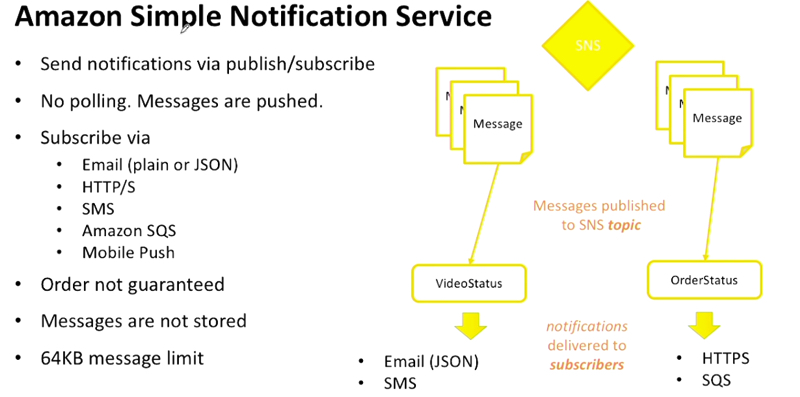 Amazon Simple Notification Service
• Send notifications via publish/subscribe
• No polling. Messages are pushed.
• Subscribe via
• Email (plain or JSON)
• HTTP/S
• SMS
• Amazon SQS
• Mobile Push
• Order not guaranteed
• Messages are not stored
• 64KB message limit
SNS
Message
Message
Messages published
to SNS topic
VideoStatus
OrderStatus
notifications
delivered to
subscribers
• Email (JSON)
• SMS
• HTTPS
• SQS